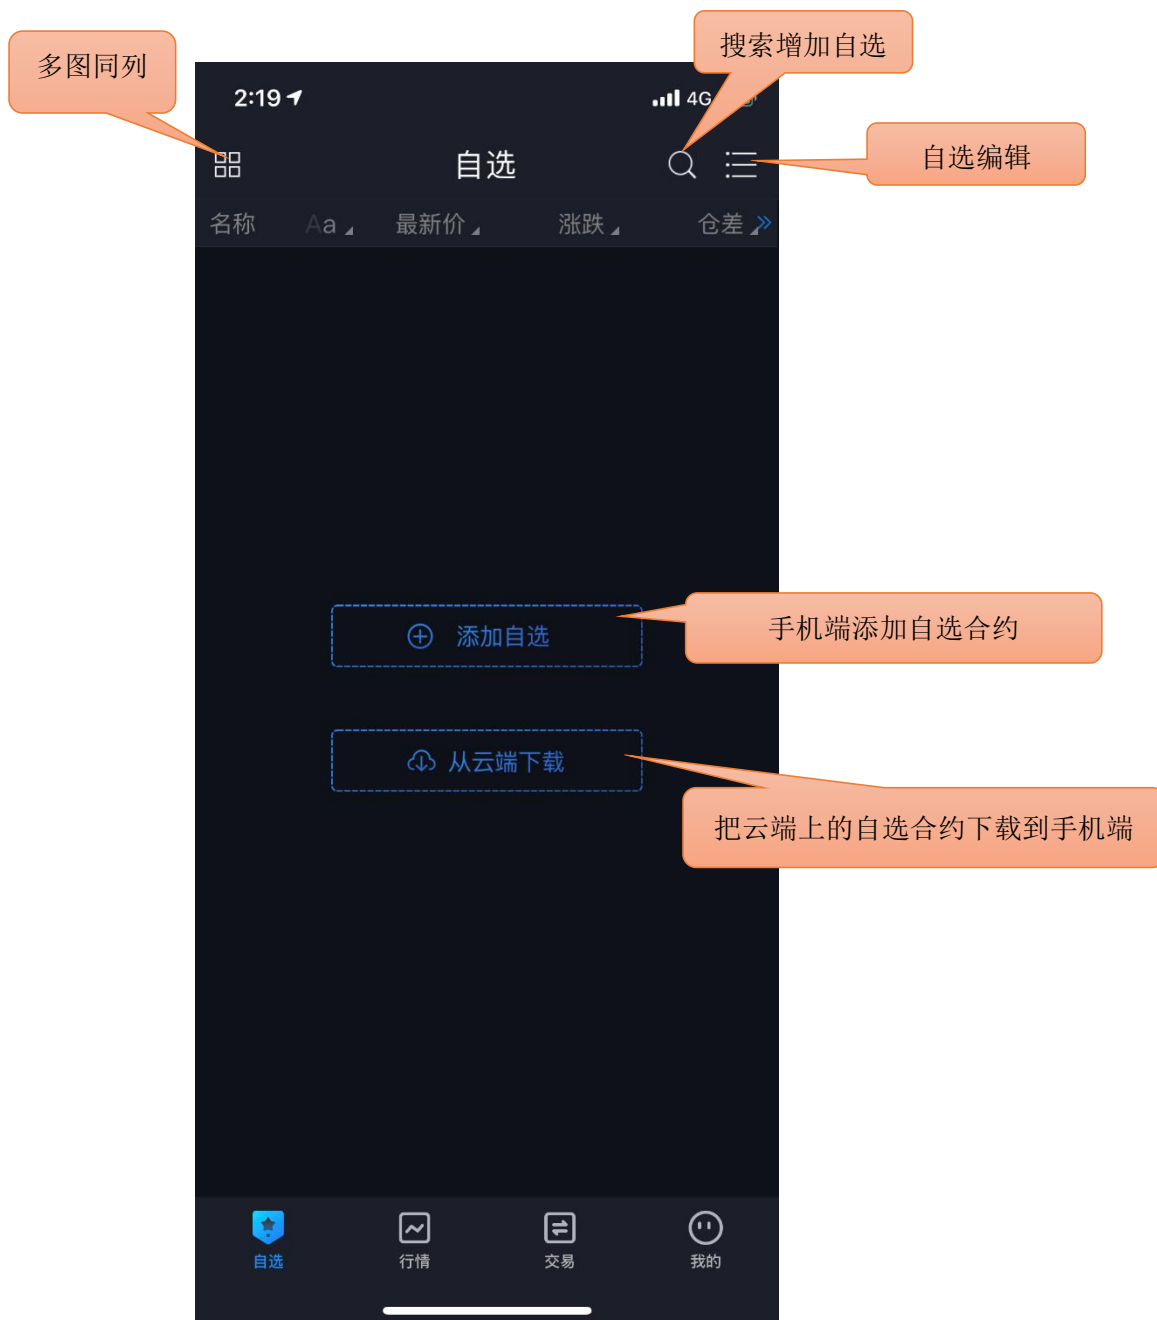 搜索增加自选
多图同列
2:19
4G
自选
自选编辑
名称
Aa
最新价
涨跌
仓差
添加自选
手机端添加自选合约
从云端下载
把云端上的自选合约下载到手机端
自选
行情
交易
我的